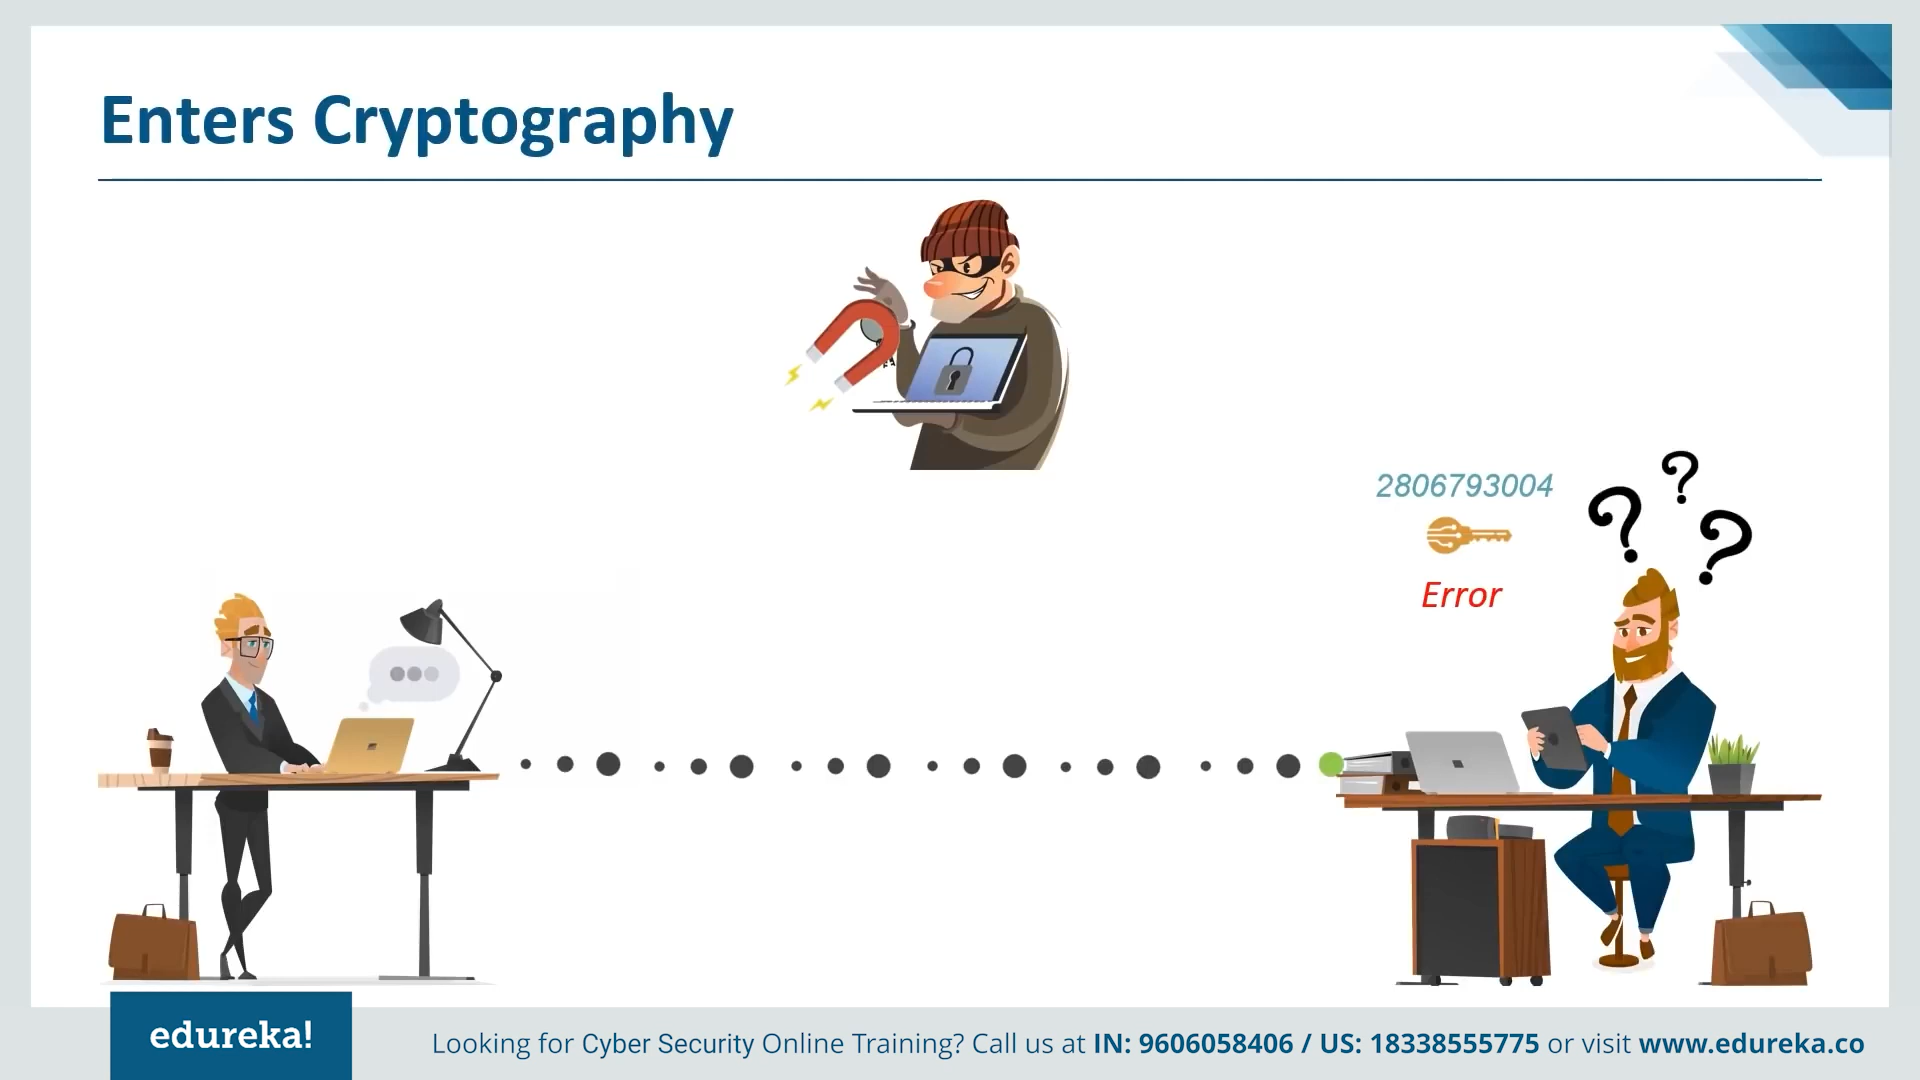 Enters Cryptography
2806793004
? ? ?
Error
edureka!
Looking for Cyber Security Online Training? Call us at IN: 9606058406 / US: 18338555775 or visit www.edureka.co